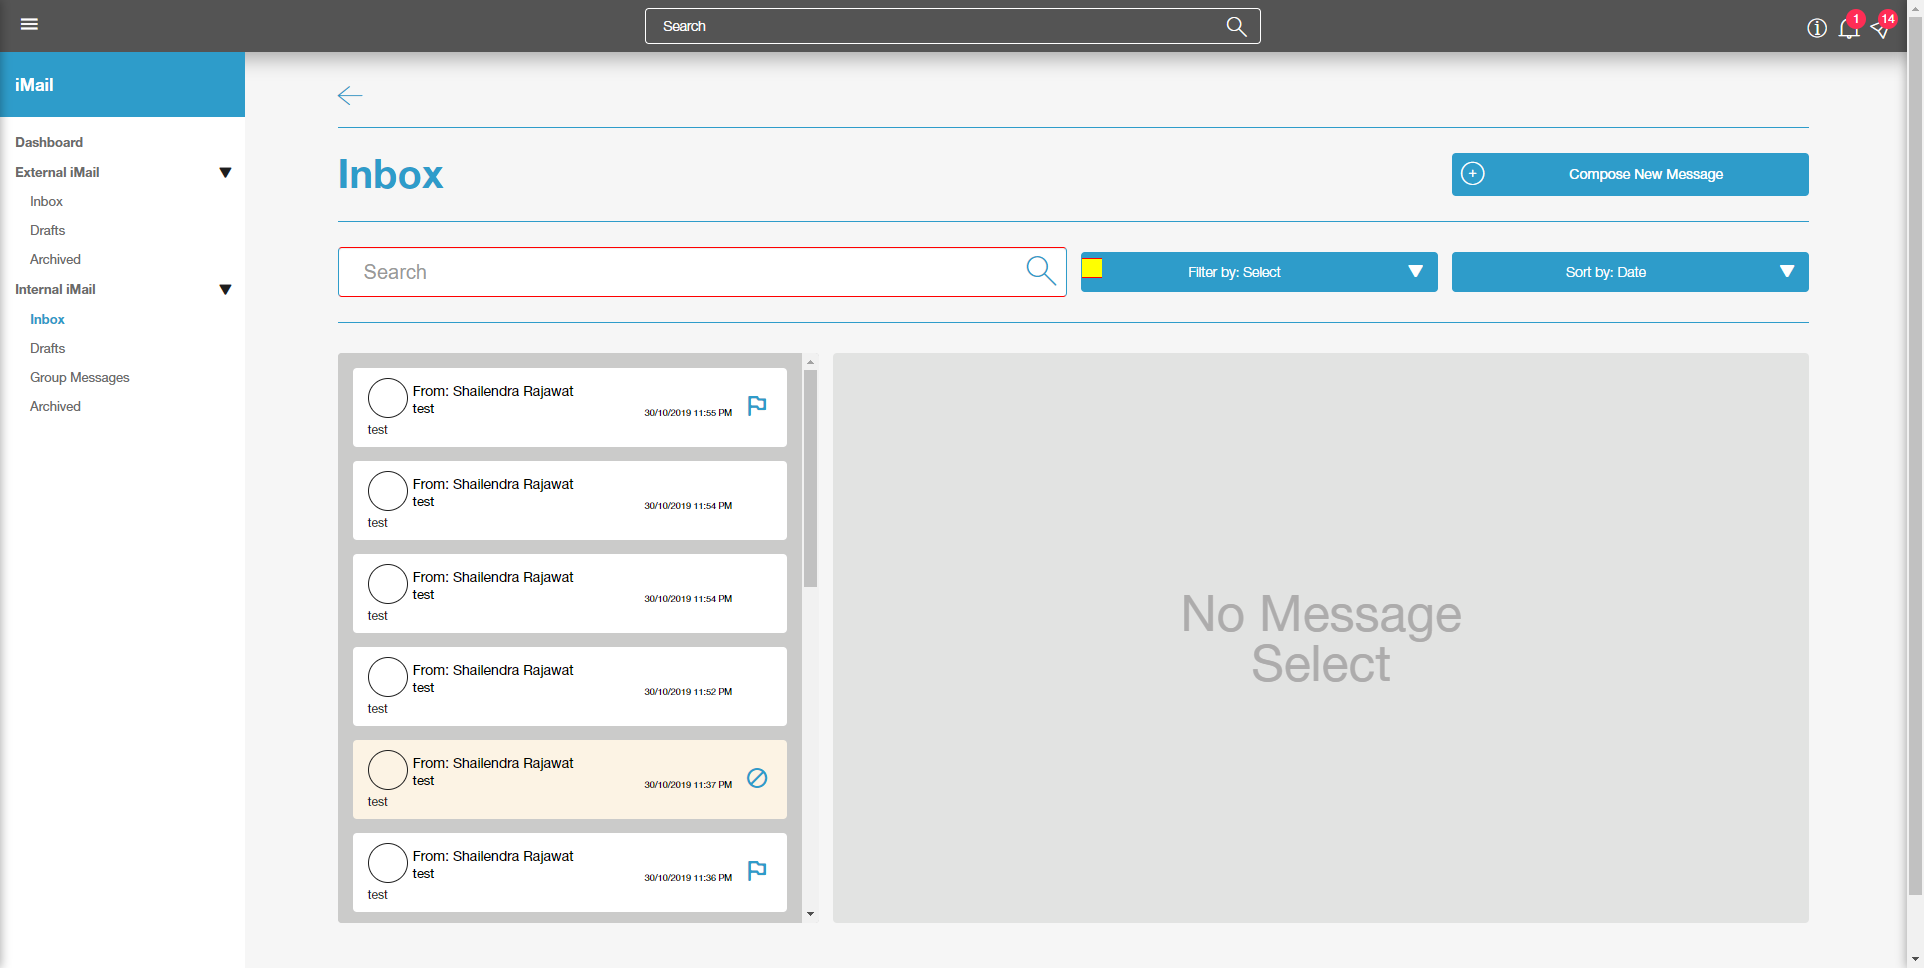 Search
1
14
iMail
Dashboard
External iMail
Inbox
Drafts
Archived
Internal iMail
Inbox
Drafts
Group Messages
Archived
Inbox
Compose New Message
Search
Filter by: Select
Sort by: Date
From: Shailendra Rajawat
test
30/10/2019 11:55 PM
test
From: Shailendra Rajawat
test
30/10/2019 11:54 PM
test
From: Shailendra Rajawat
test
30/10/2019 11:54 PM
test
From: Shailendra Rajawat
test
30/10/2019 11:52 PM
test
From: Shailendra Rajawat
test
30/10/2019 11:37 PM
test
From: Shailendra Rajawat
test
30/10/2019 11:36 PM
test
No Message
Select